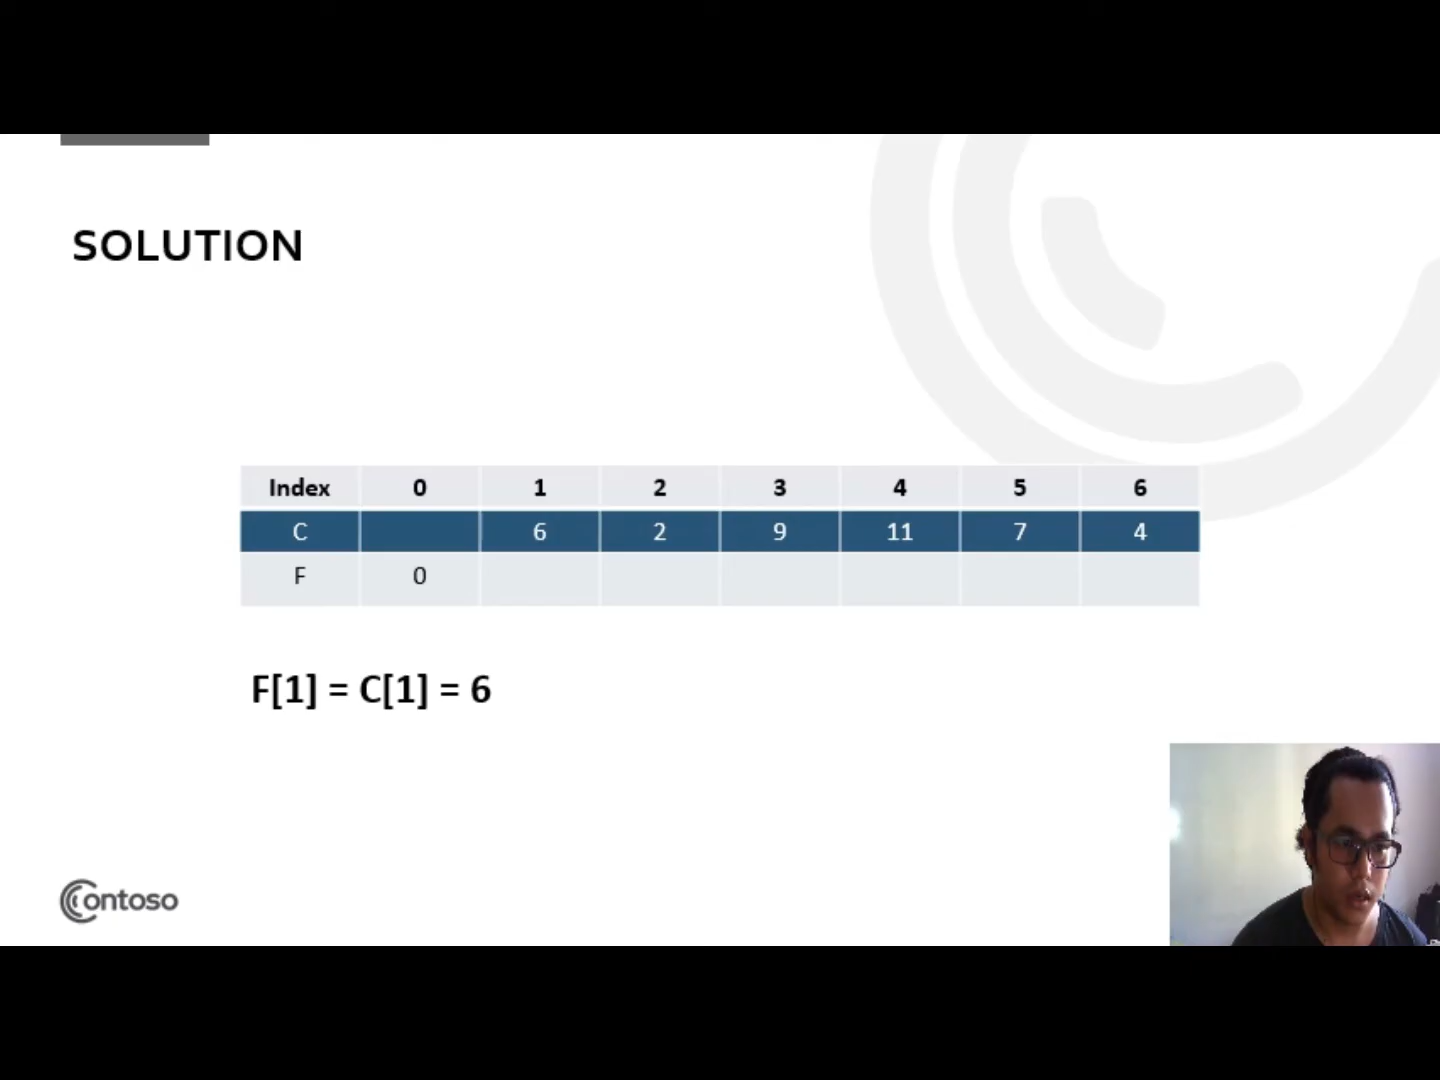 SOLUTION
Index 0 1 2 3 4 5 6
C 6 2 9 11 7 4
F 0
F[1] = C[1] = 6
Contoso